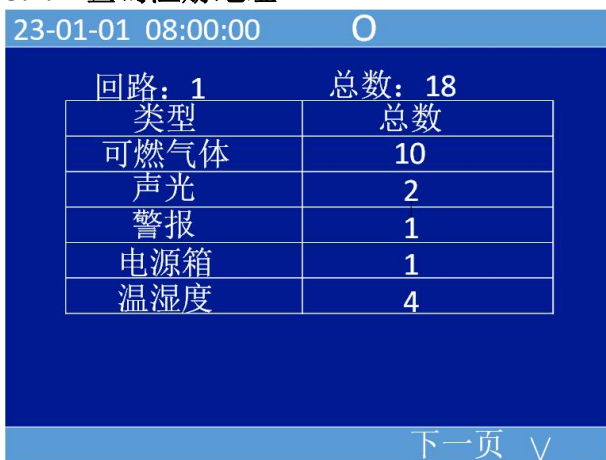 23-01-01 08:00:00 O
回路：1 总数：18
类型 总数
可燃气体 10
声光 2
警报 1
电源箱 1
温湿度 4
下一页 ∨